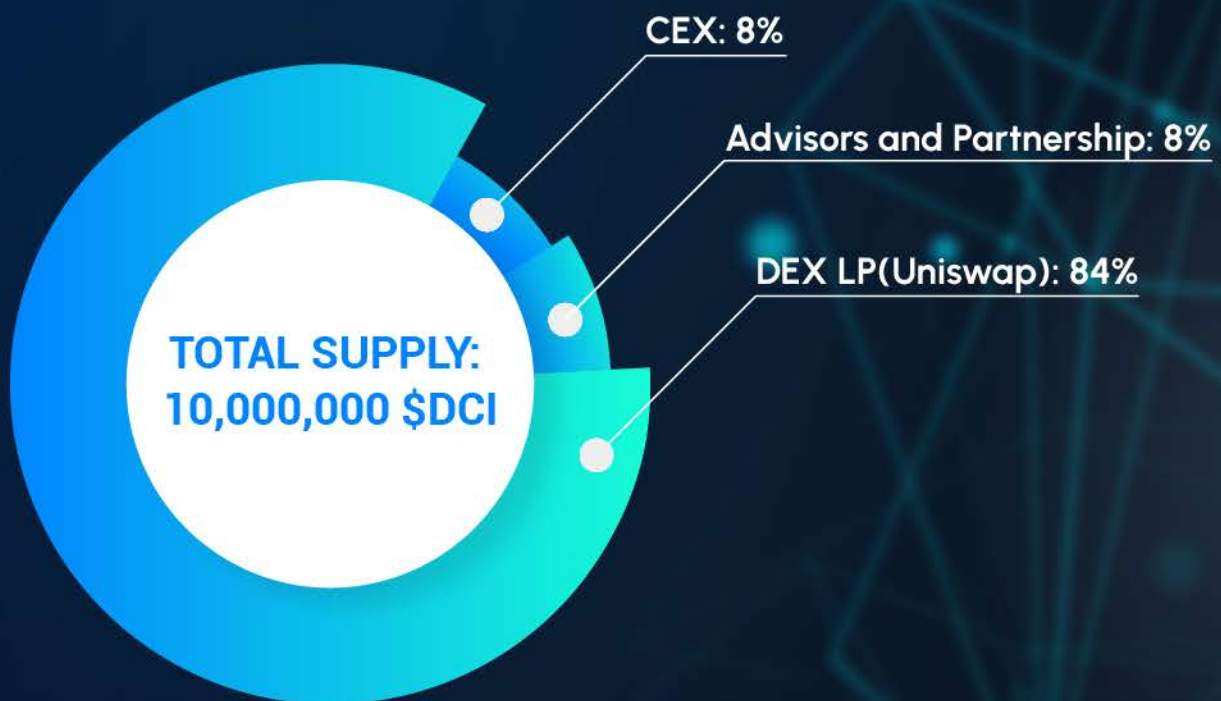 CEX: 8%
Advisors and Partnership: 8%
DEX LP(Uniswap): 84%
TOTAL SUPPLY:
10,000,000 $DCI